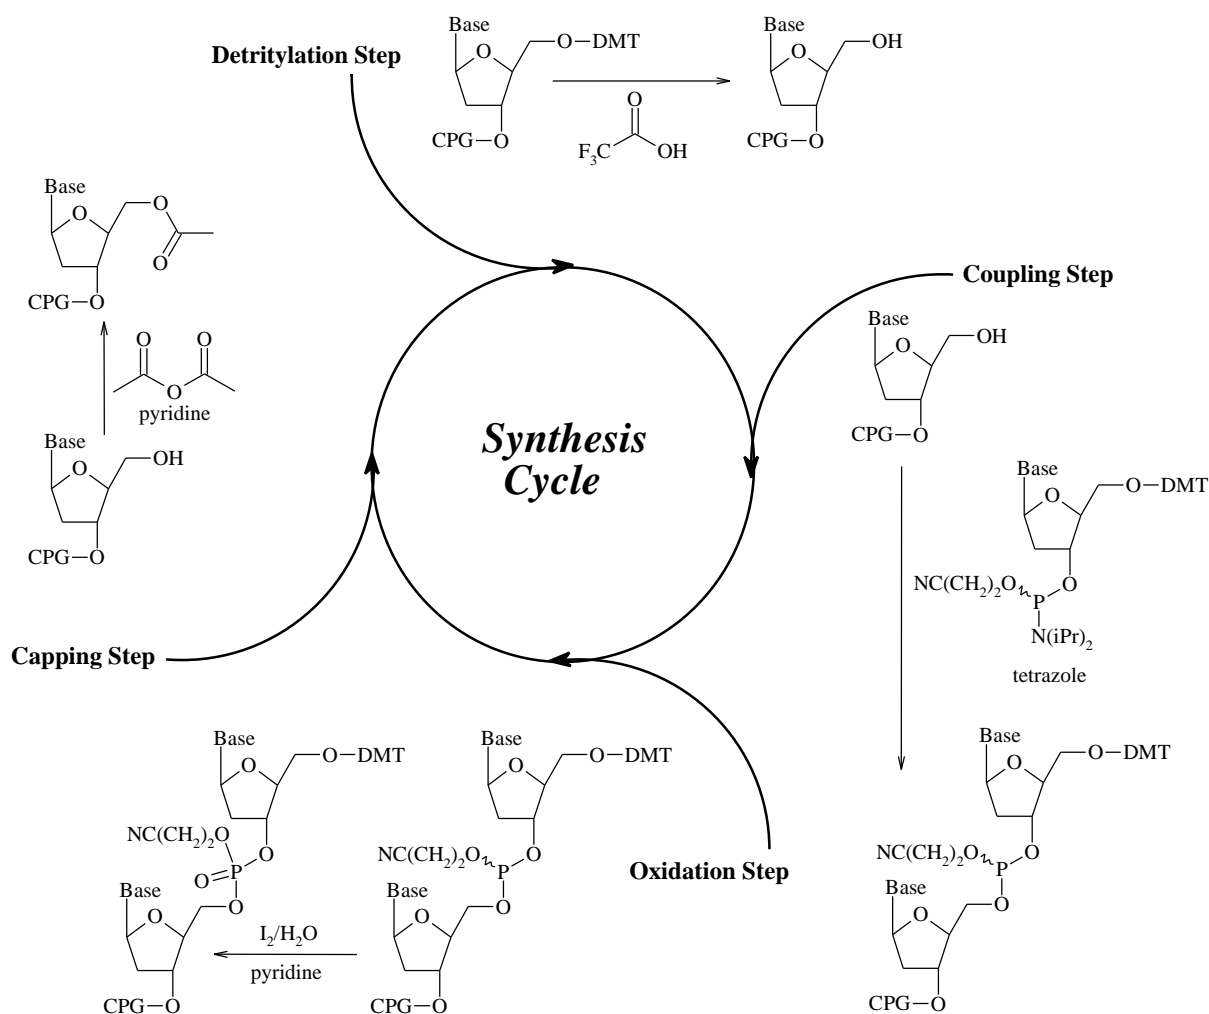 Detritylation Step
Base
O
O—DMT
CPG—O
O
F3C
OH
Base
O
OH
CPG—O
Coupling Step
Base
O
OH
CPG—O
Base
O
O—DMT
NC(CH2)2O
O
P
N(iPr)2
tetrazole
Base
O
O—DMT
NC(CH2)2O
O
P
Base
O
O
CPG—O
Synthesis
Cycle
Oxidation Step
Base
O
O—DMT
NC(CH2)2O
O
P
Base
O
O
CPG—O
I2/H2O
pyridine
Base
O
O—DMT
NC(CH2)2O
O
O
P
Base
O
O
CPG—O
Capping Step
Base
O
OH
CPG—O
O
O
O
pyridine
Base
O
O
O
CPG—O